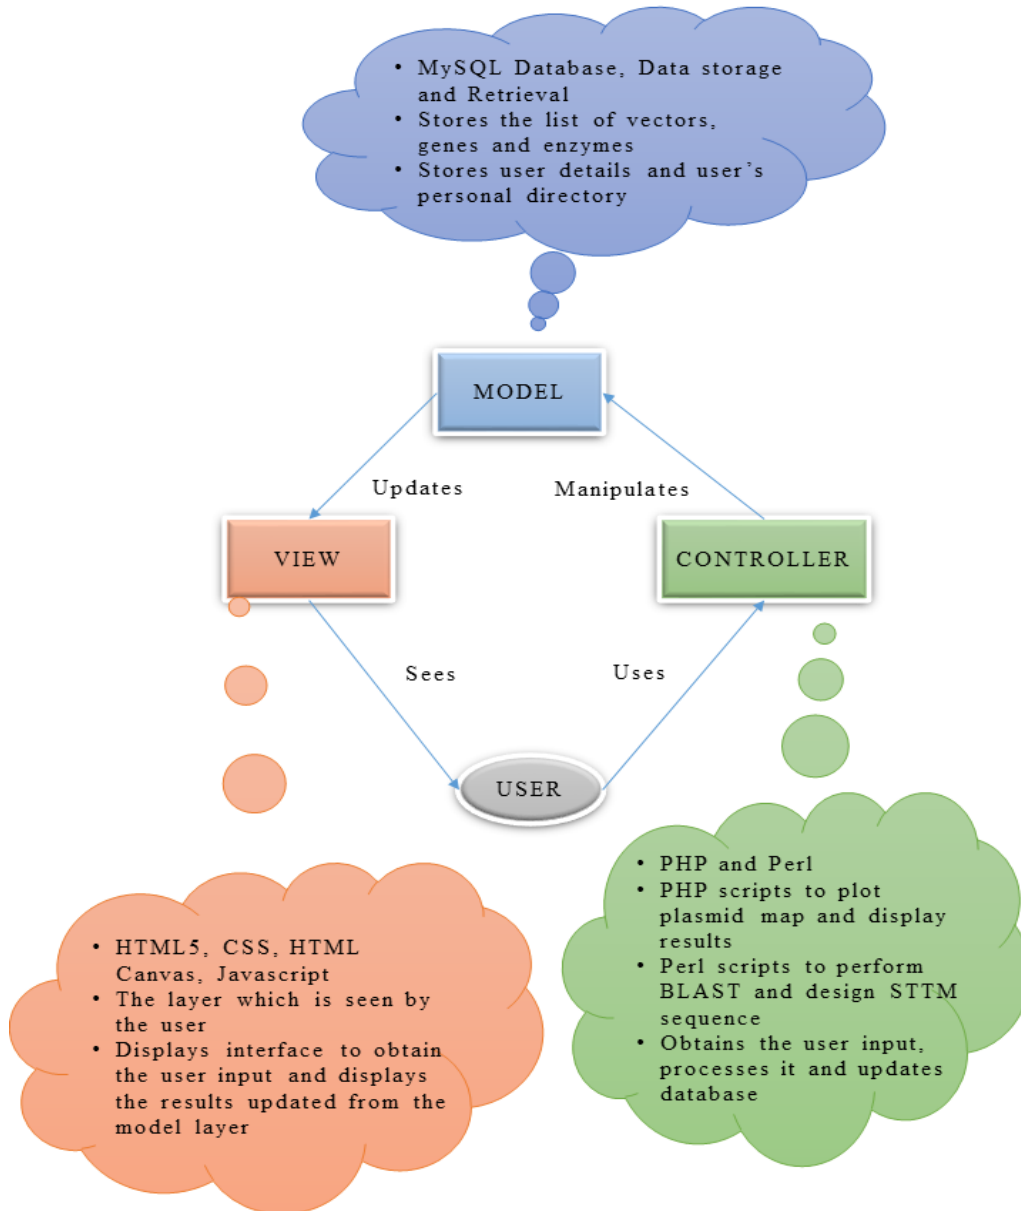 • MySQL Database, Data storage
and Retrieval
• Stores the list of vectors,
genes and enzymes
• Stores user details and user’s
personal directory
MODEL
Updates
Manipulates
VIEW
CONTROLLER
Sees
Uses
USER
• HTML5, CSS, HTML
Canvas, Javascript
• The layer which is seen by
the user
• Displays interface to obtain
the user input and displays
the results updated from the
model layer
• PHP and Perl
• PHP scripts to plot
plasmid map and display
results
• Perl scripts to perform
BLAST and design STTM
sequence
• Obtains the user input,
processes it and updates
database